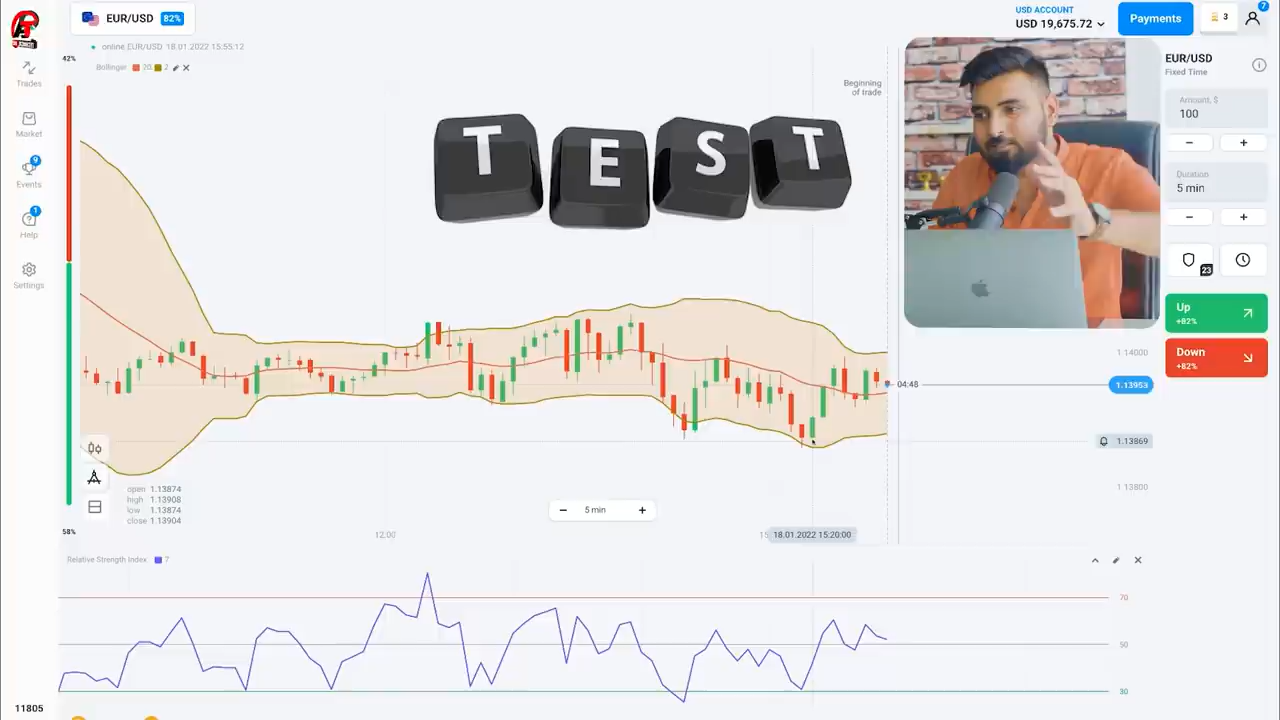 EUR/USD 82%
USD ACCOUNT
USD 19,675.72
Payments
3
7
online EUR/USD 18.01.2022 15:55:12
Bollinger 20 2
42%
Trades
Market
9
Events
1
Help
Settings
Beginning
of trade
TEST
EUR/USD
Fixed Time
Amount, $
100
Duration
5 min
23
Up
+82%
Down
+82%
1.14000
04:48
1.13953
1.13869
1.13800
open 1.13874
high 1.13908
low 1.13874
close 1.13904
5 min
58%
12:00
18.01.2022 15:20:00
Relative Strength Index 7
70
50
30
11805